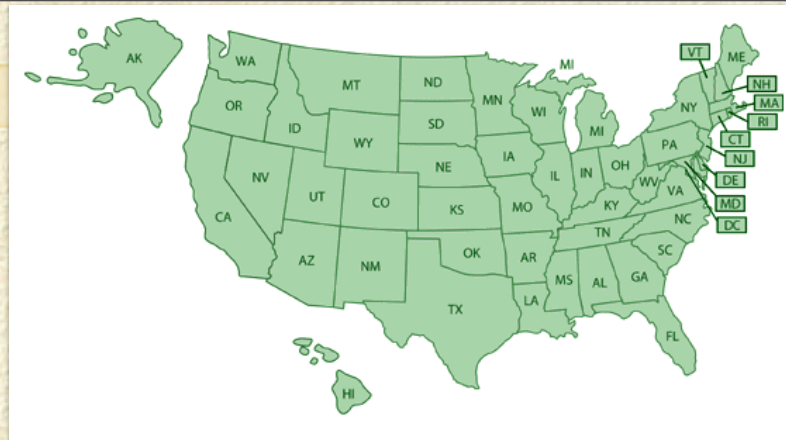 AK
WA
MT
ND
MN
MI
VT
ME
OR
ID
WY
SD
WI
MI
NY
NH
MA
RI
CT
NV
UT
CO
NE
IA
IL
IN
OH
PA
NJ
DE
MD
DC
CA
AZ
NM
KS
MO
KY
WV
VA
OK
AR
TN
NC
SC
TX
LA
MS
AL
GA
FL
HI